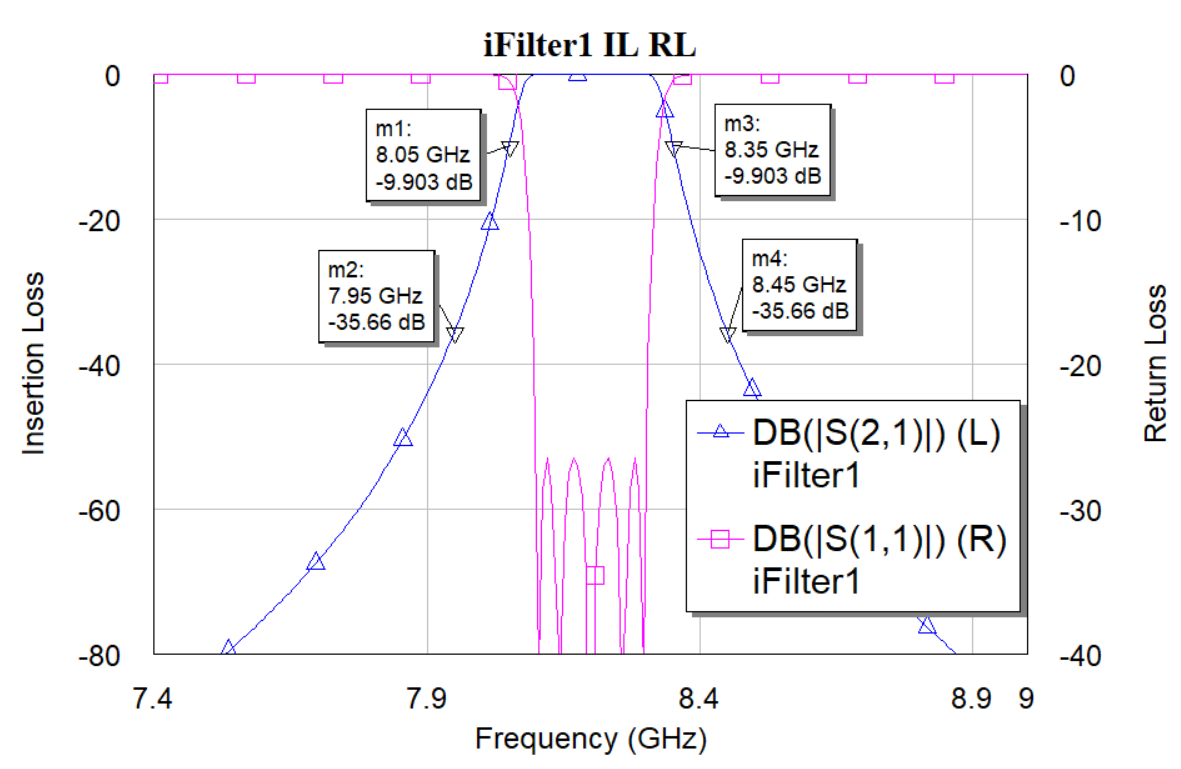 iFilter1 IL RL
0
-20
-40
-60
-80
Insertion Loss
0
-10
-20
-30
-40
Return Loss
m1:
8.05 GHz
-9.903 dB
m3:
8.35 GHz
-9.903 dB
m2:
7.95 GHz
-35.66 dB
m4:
8.45 GHz
-35.66 dB
DB(|S(2,1)|) (L)
iFilter1
DB(|S(1,1)|) (R)
iFilter1
7.4 7.9 8.4 8.9 9
Frequency (GHz)